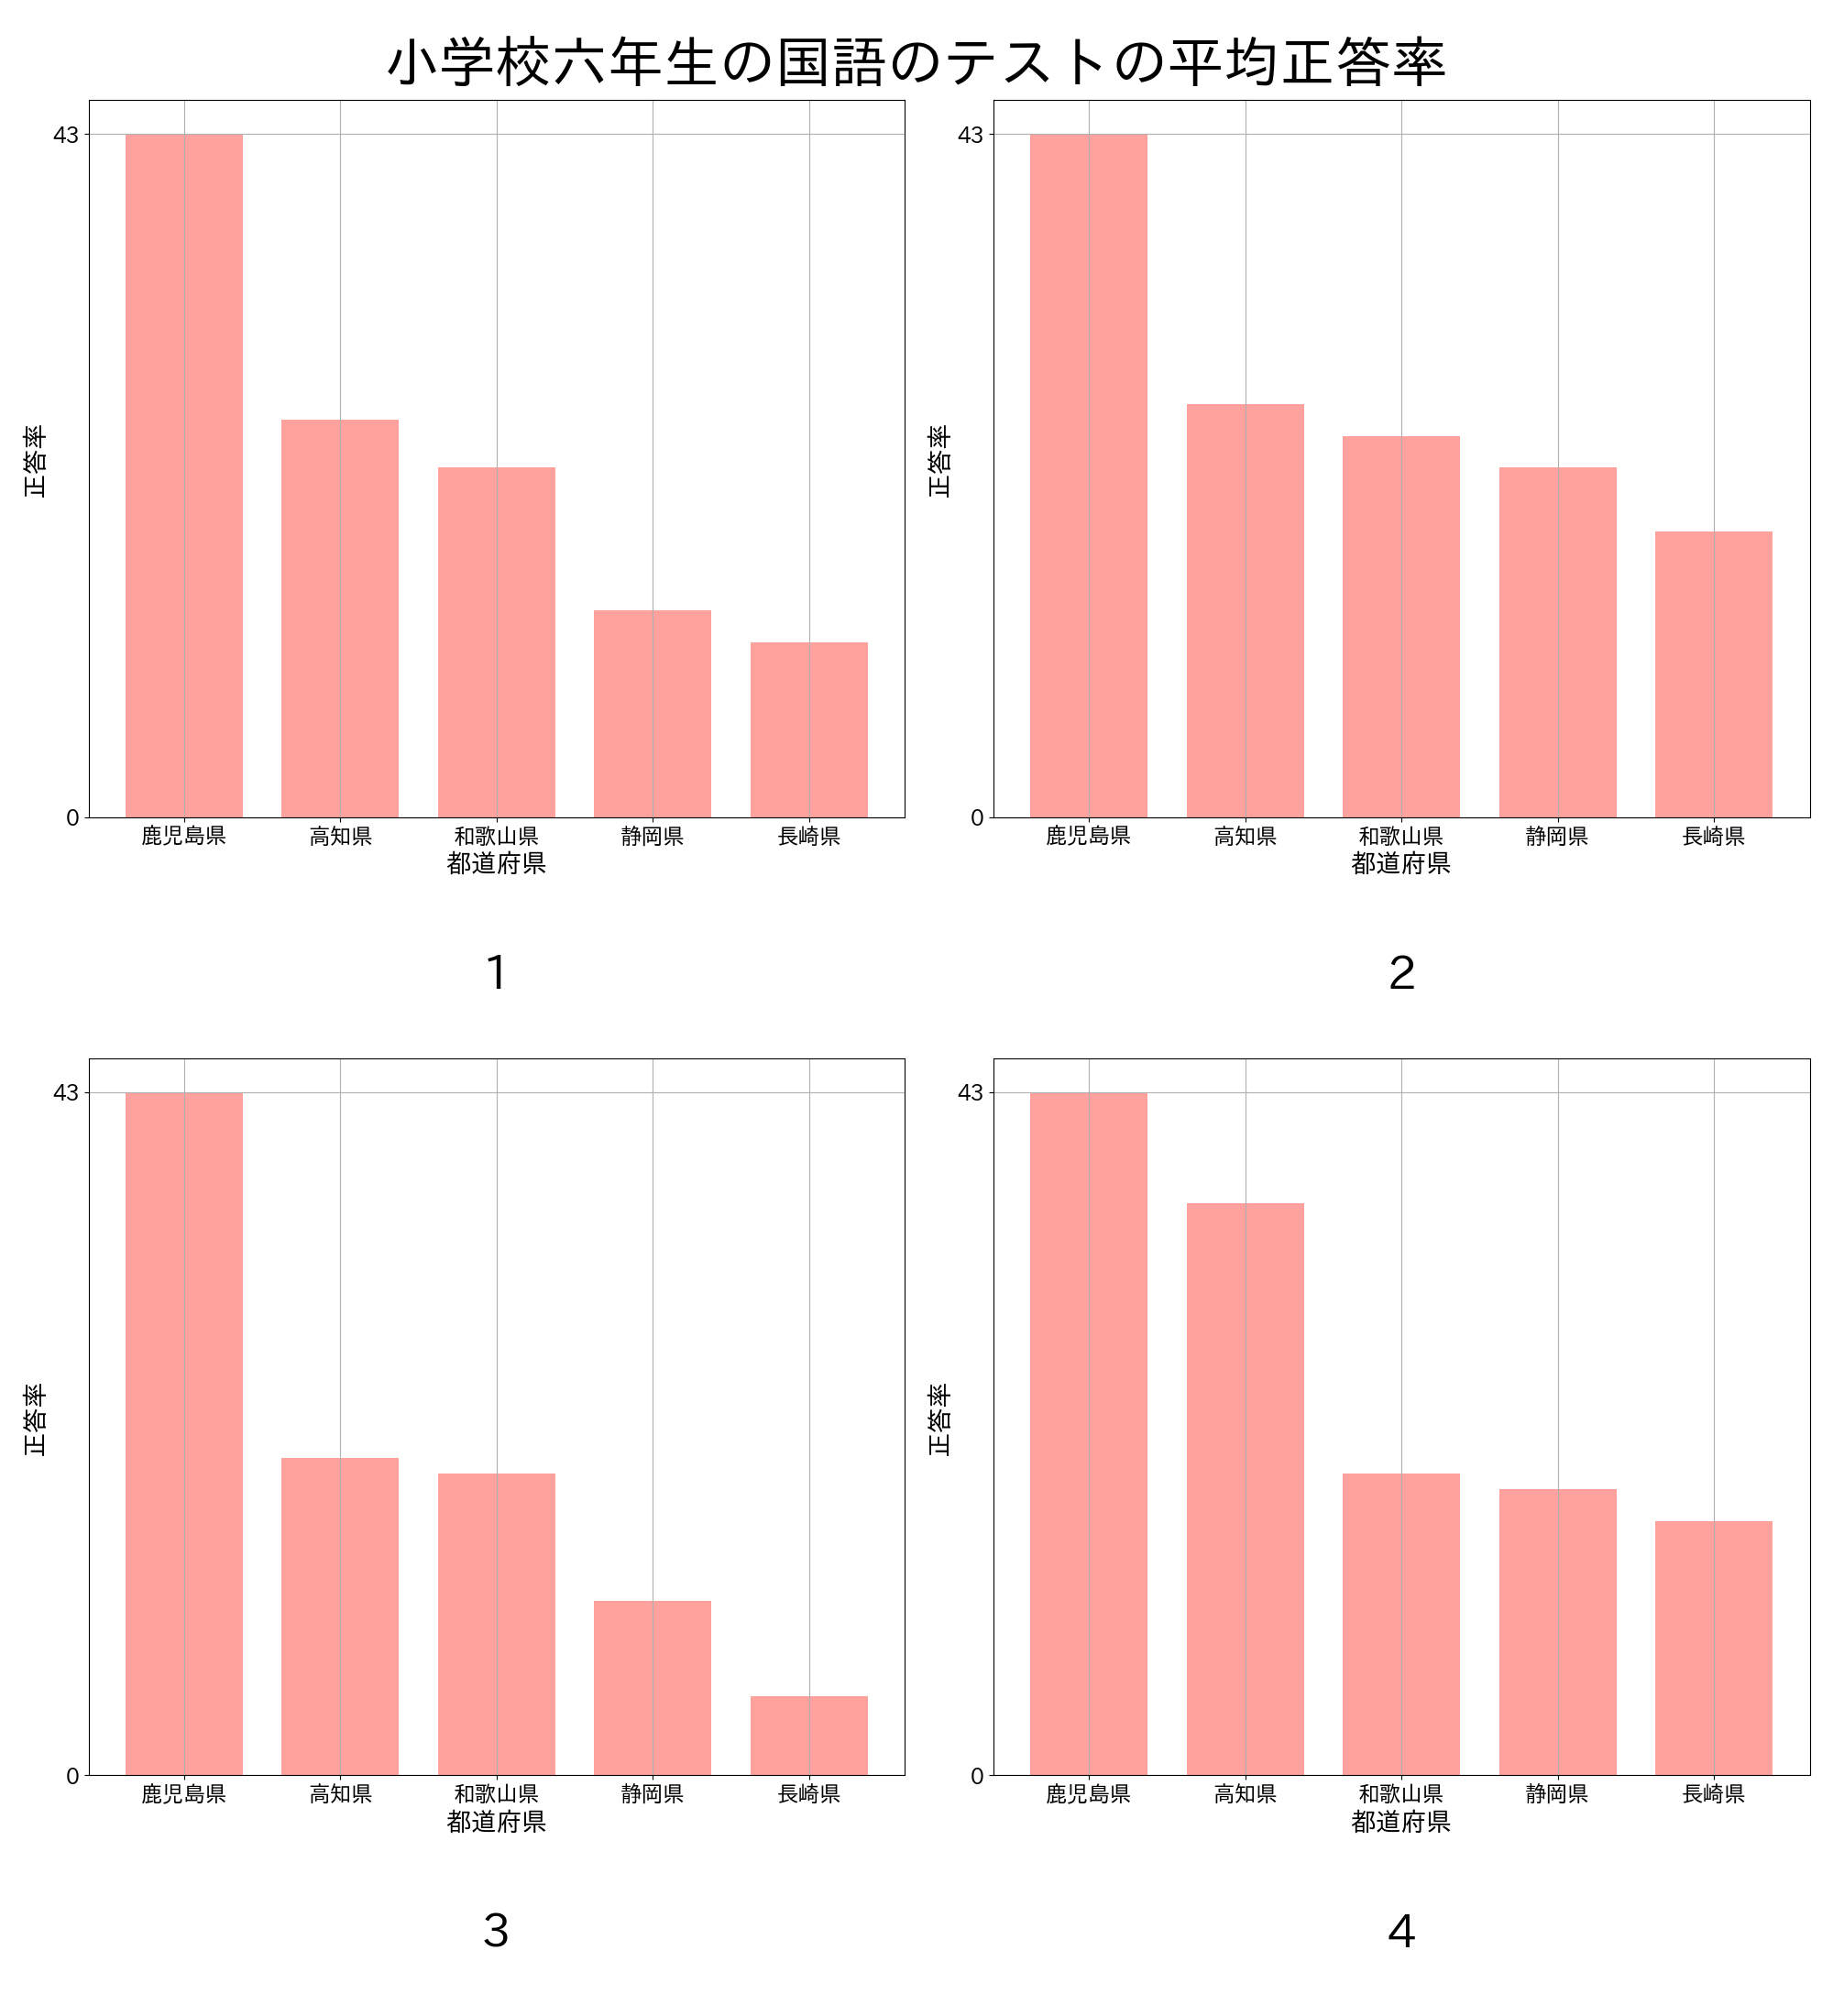 小学校六年生の国語のテストの平均正答率
43
0
正答率
鹿児島県 高知県 和歌山県 静岡県 長崎県
都道府県
1
43
0
正答率
鹿児島県 高知県 和歌山県 静岡県 長崎県
都道府県
2
43
0
正答率
鹿児島県 高知県 和歌山県 静岡県 長崎県
都道府県
3
43
0
正答率
鹿児島県 高知県 和歌山県 静岡県 長崎県
都道府県
4